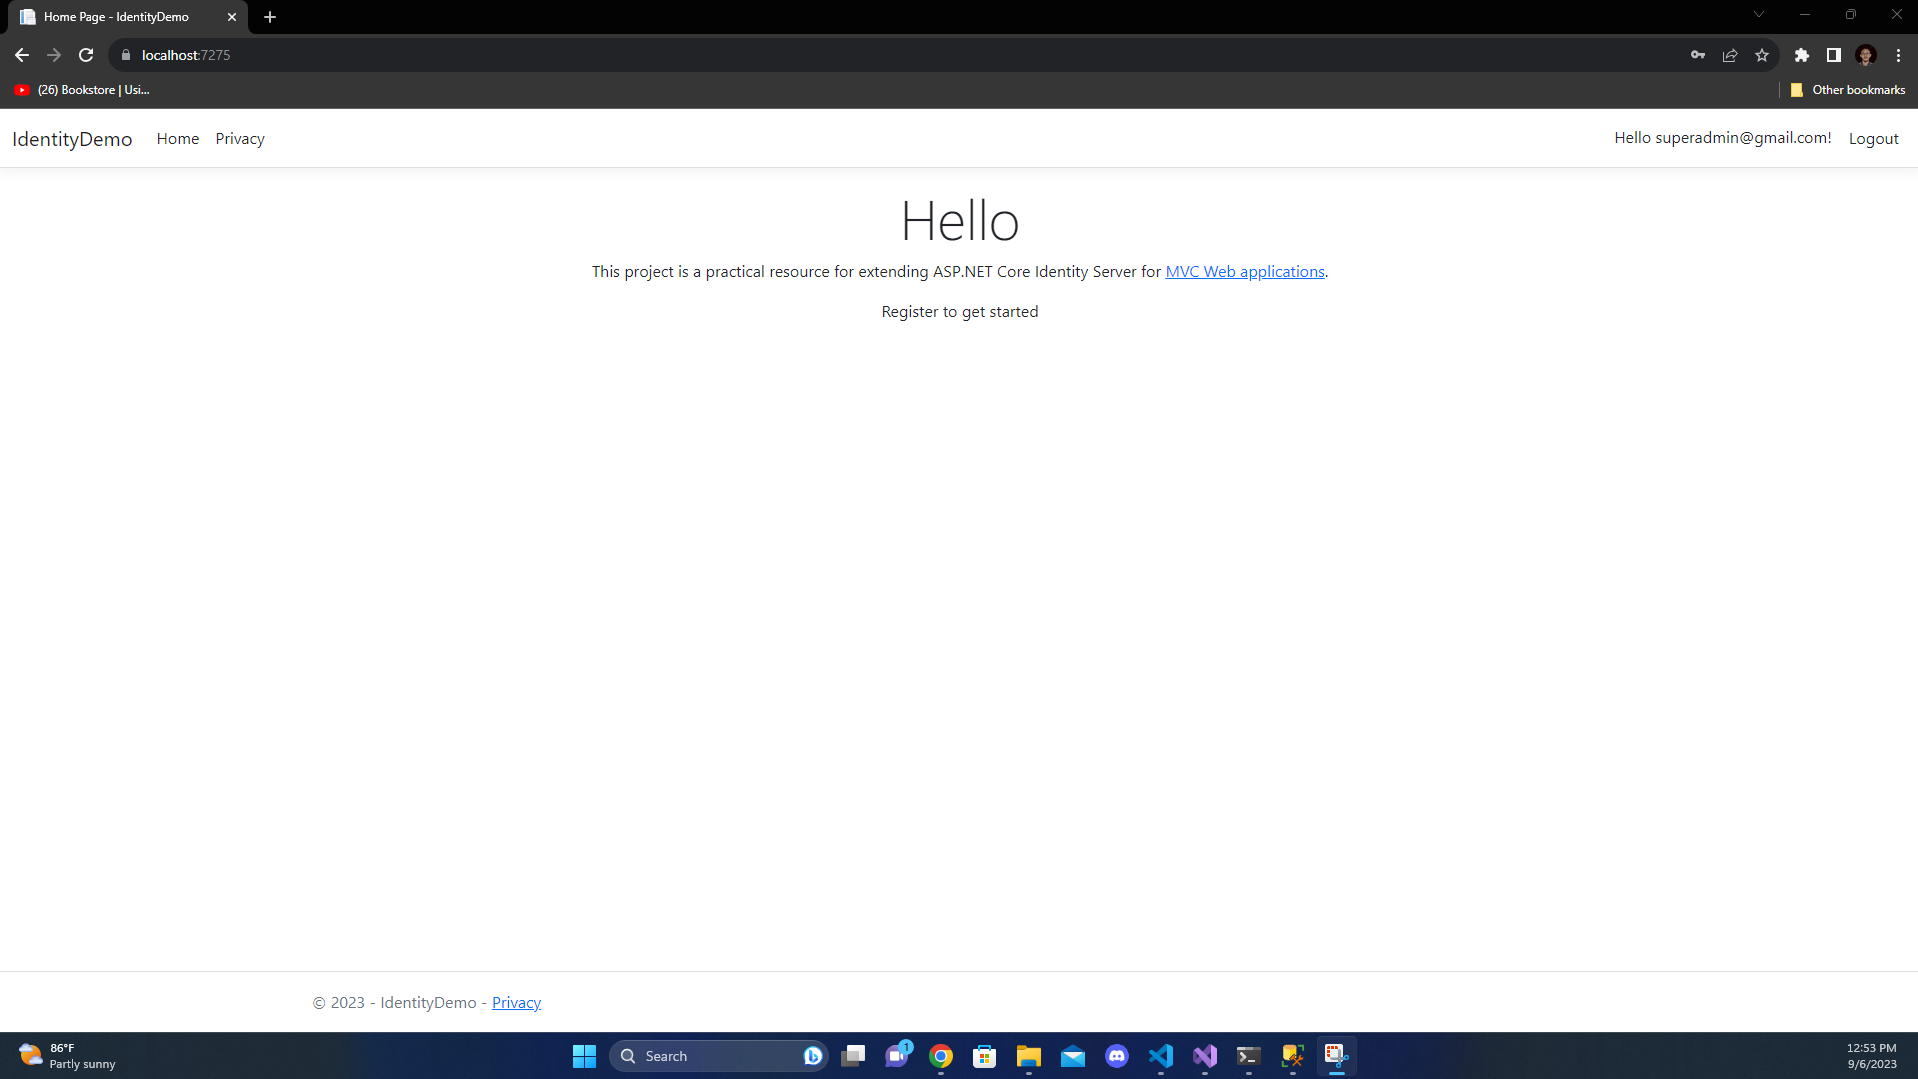 Home Page - IdentityDemo
localhost:7275
(26) Bookstore | Usi...
Other bookmarks
IdentityDemo Home Privacy Hello superadmin@gmail.com! Logout
Hello
This project is a practical resource for extending ASP.NET Core Identity Server for MVC Web applications.
Register to get started
© 2023 - IdentityDemo - Privacy
86°F
Partly sunny
Search
1
12:53 PM
9/6/2023